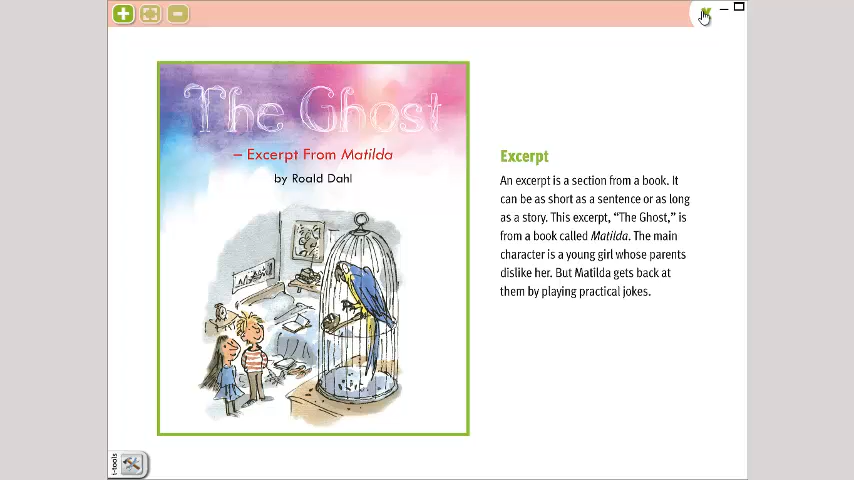 The Ghost
– Excerpt From Matilda
by Roald Dahl
Excerpt
An excerpt is a section from a book. It
can be as short as a sentence or as long
as a story. This excerpt, “The Ghost,” is
from a book called Matilda. The main
character is a young girl whose parents
dislike her. But Matilda gets back at
them by playing practical jokes.
t-tools